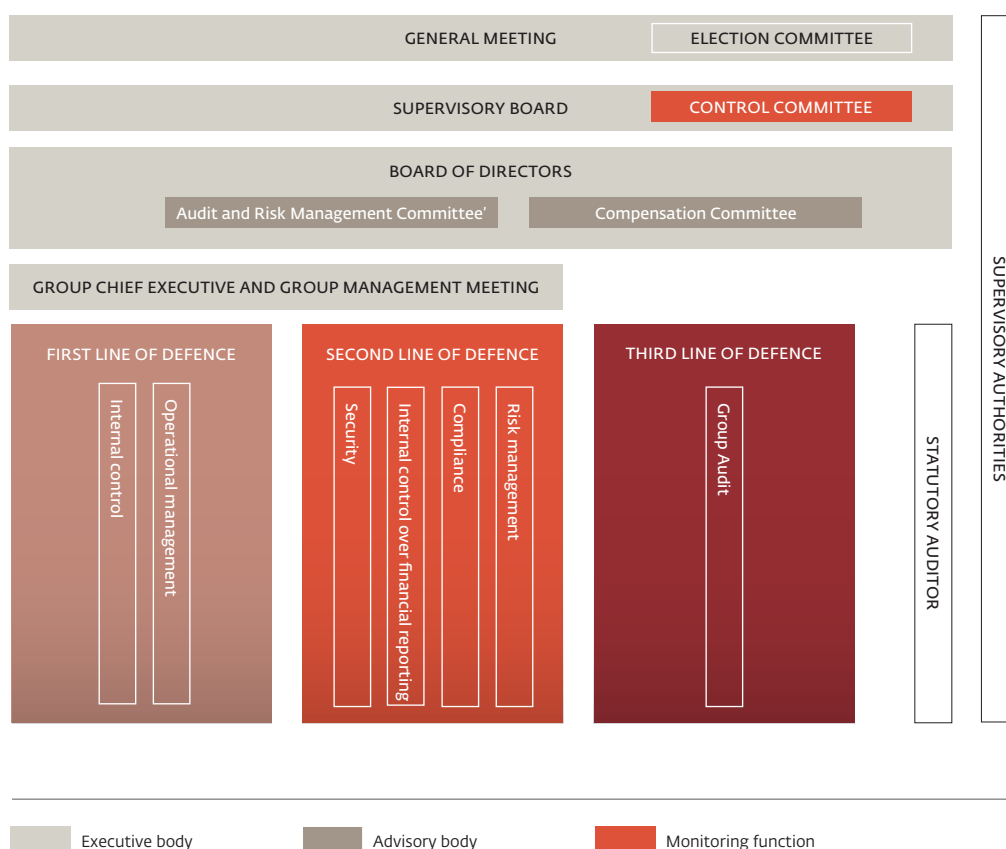 GENERAL MEETING
ELECTION COMMITTEE
SUPERVISORY BOARD
CONTROL COMMITTEE
BOARD OF DIRECTORS
Audit and Risk Management Committee'
Compensation Committee
GROUP CHIEF EXECUTIVE AND GROUP MANAGEMENT MEETING
FIRST LINE OF DEFENCE
Internal control
Operational management
SECOND LINE OF DEFENCE
Security
Internal control over financial reporting
Compliance
Risk management
THIRD LINE OF DEFENCE
Group Audit
STATUTORY AUDITOR
SUPERVISORY AUTHORITIES
Executive body
Advisory body
Monitoring function